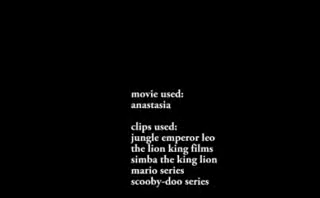 movie used:
anastasia
clips used:
jungle emperor leo
the lion king films
simba the king lion
mario series
scooby-doo series